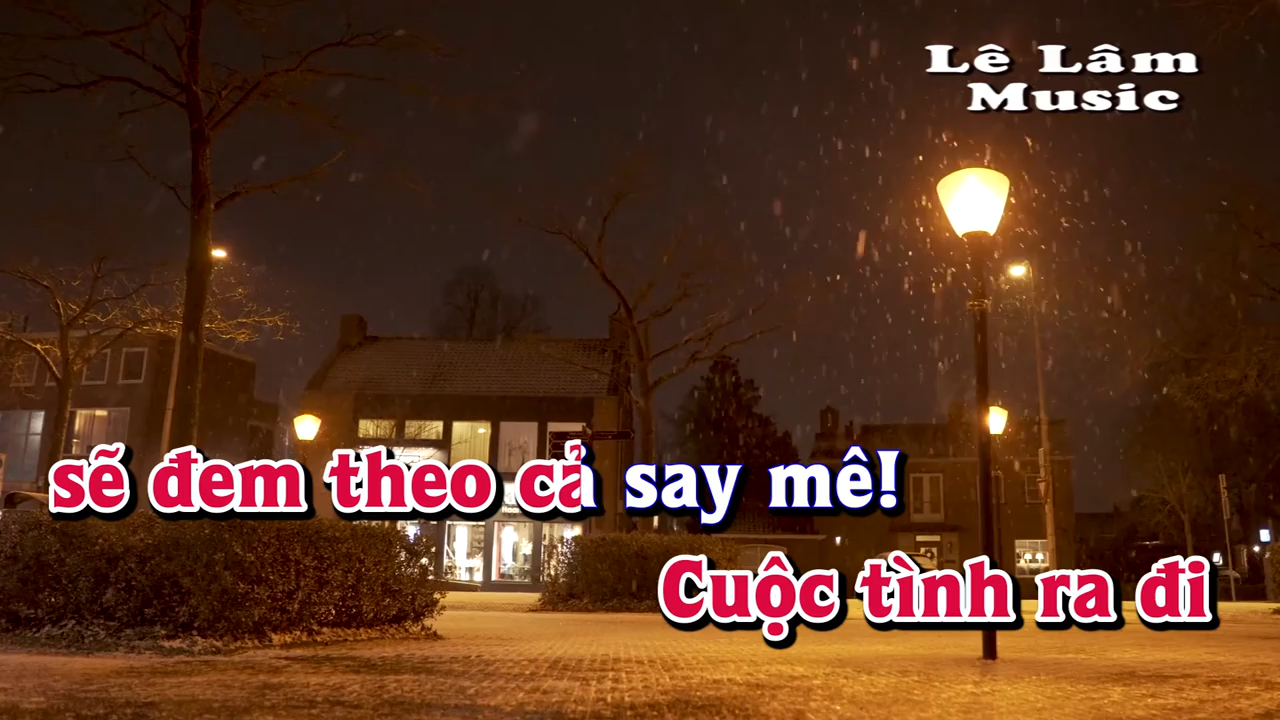 Lê Lâm
Music
sẽ đem theo cả say mê!
Cuộc tình ra đi